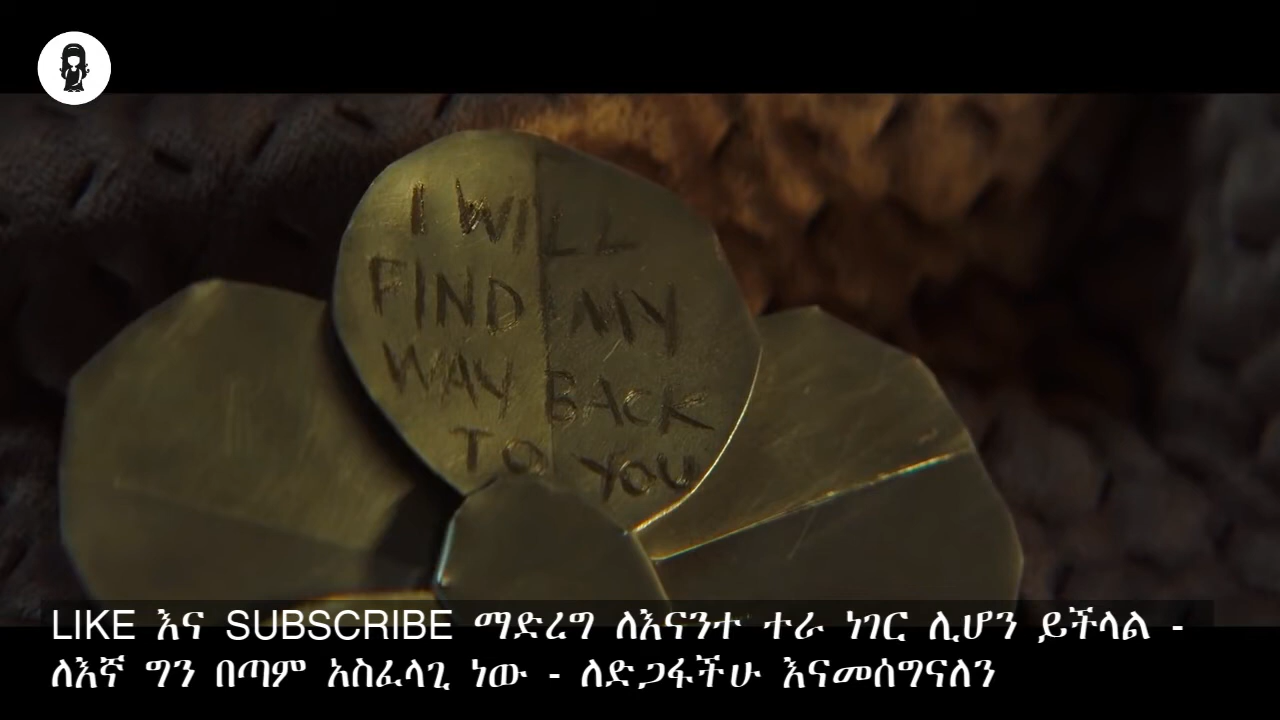 I WILL
FIND MY
WAY BACK
TO YOU
LIKE እና SUBSCRIBE ማድረግ ለእናንተ ተራ ነገር ሊሆን ይችላል -
ለእኛ ግን በጣም አስፈላጊ ነው - ለድጋፋችሁ እናመሰግናለን